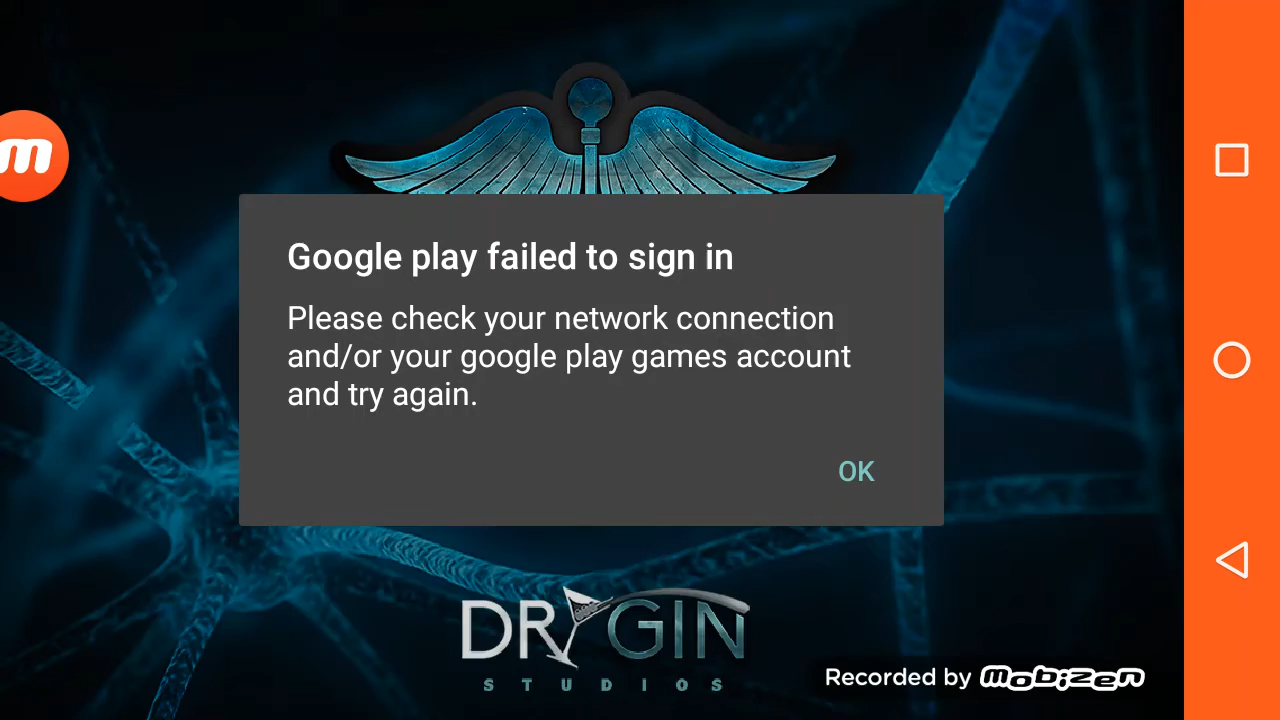 m
Google play failed to sign in
Please check your network connection
and/or your google play games account
and try again.
OK
DRYGIN
STUDIOS
Recorded by mobizen